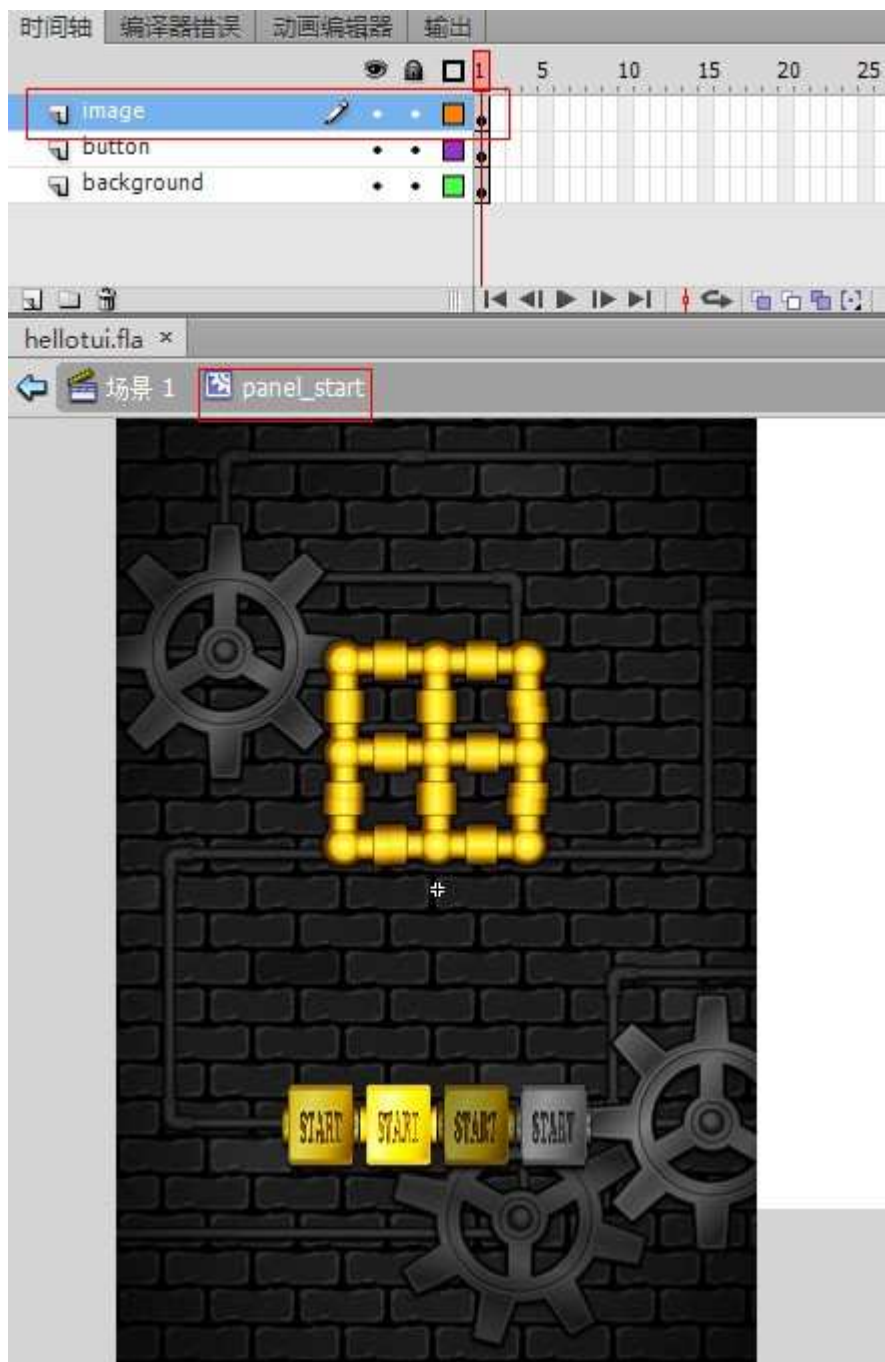 时间轴 编译器错误 动画编辑器 输出
1 5 10 15 20 25
image
button
background
hellotui.fla ×
场景 1 panel_start
START START START START